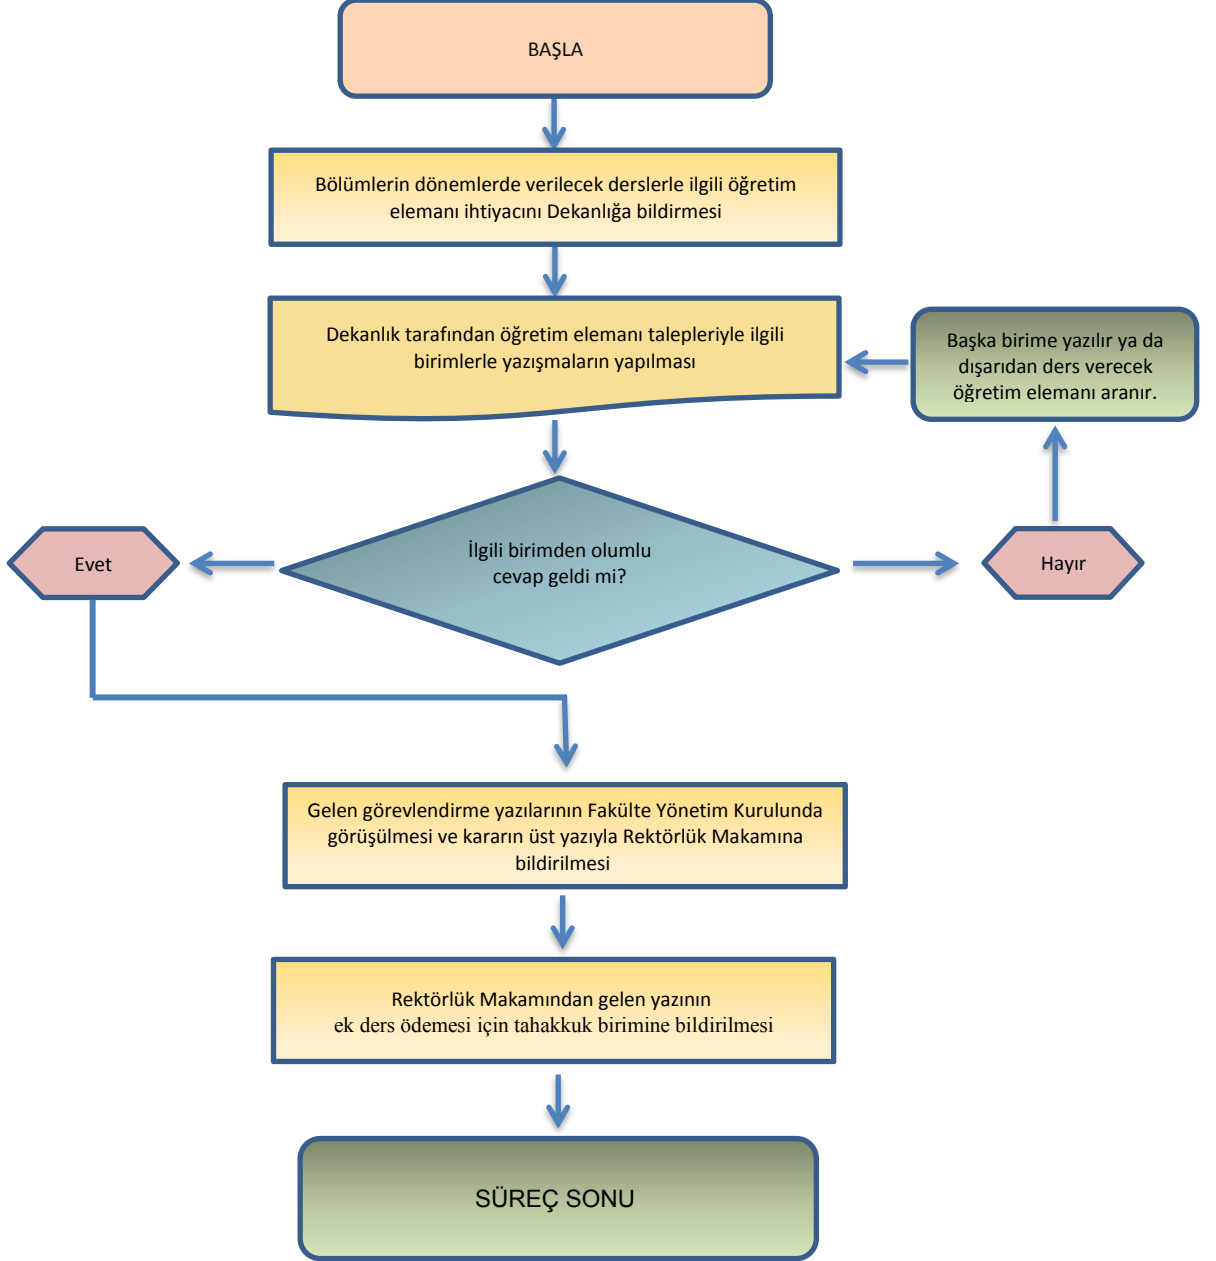 BAŞLA
Bölümlerin dönemlerde verilecek derslerle ilgili öğretim
elemanı ihtiyacını Dekanlığa bildirmesi
Dekanlık tarafından öğretim elemanı talepleriyle ilgili
birimlerle yazışmaların yapılması
Başka birime yazılır ya da
dışarıdan ders verecek
öğretim elemanı aranır.
İlgili birimden olumlu
cevap geldi mi?
Evet
Hayır
Gelen görevlendirme yazılarının Fakülte Yönetim Kurulunda
görüşülmesi ve kararın üst yazıyla Rektörlük Makamına
bildirilmesi
Rektörlük Makamından gelen yazının
ek ders ödemesi için tahakkuk birimine bildirilmesi
SÜREÇ SONU